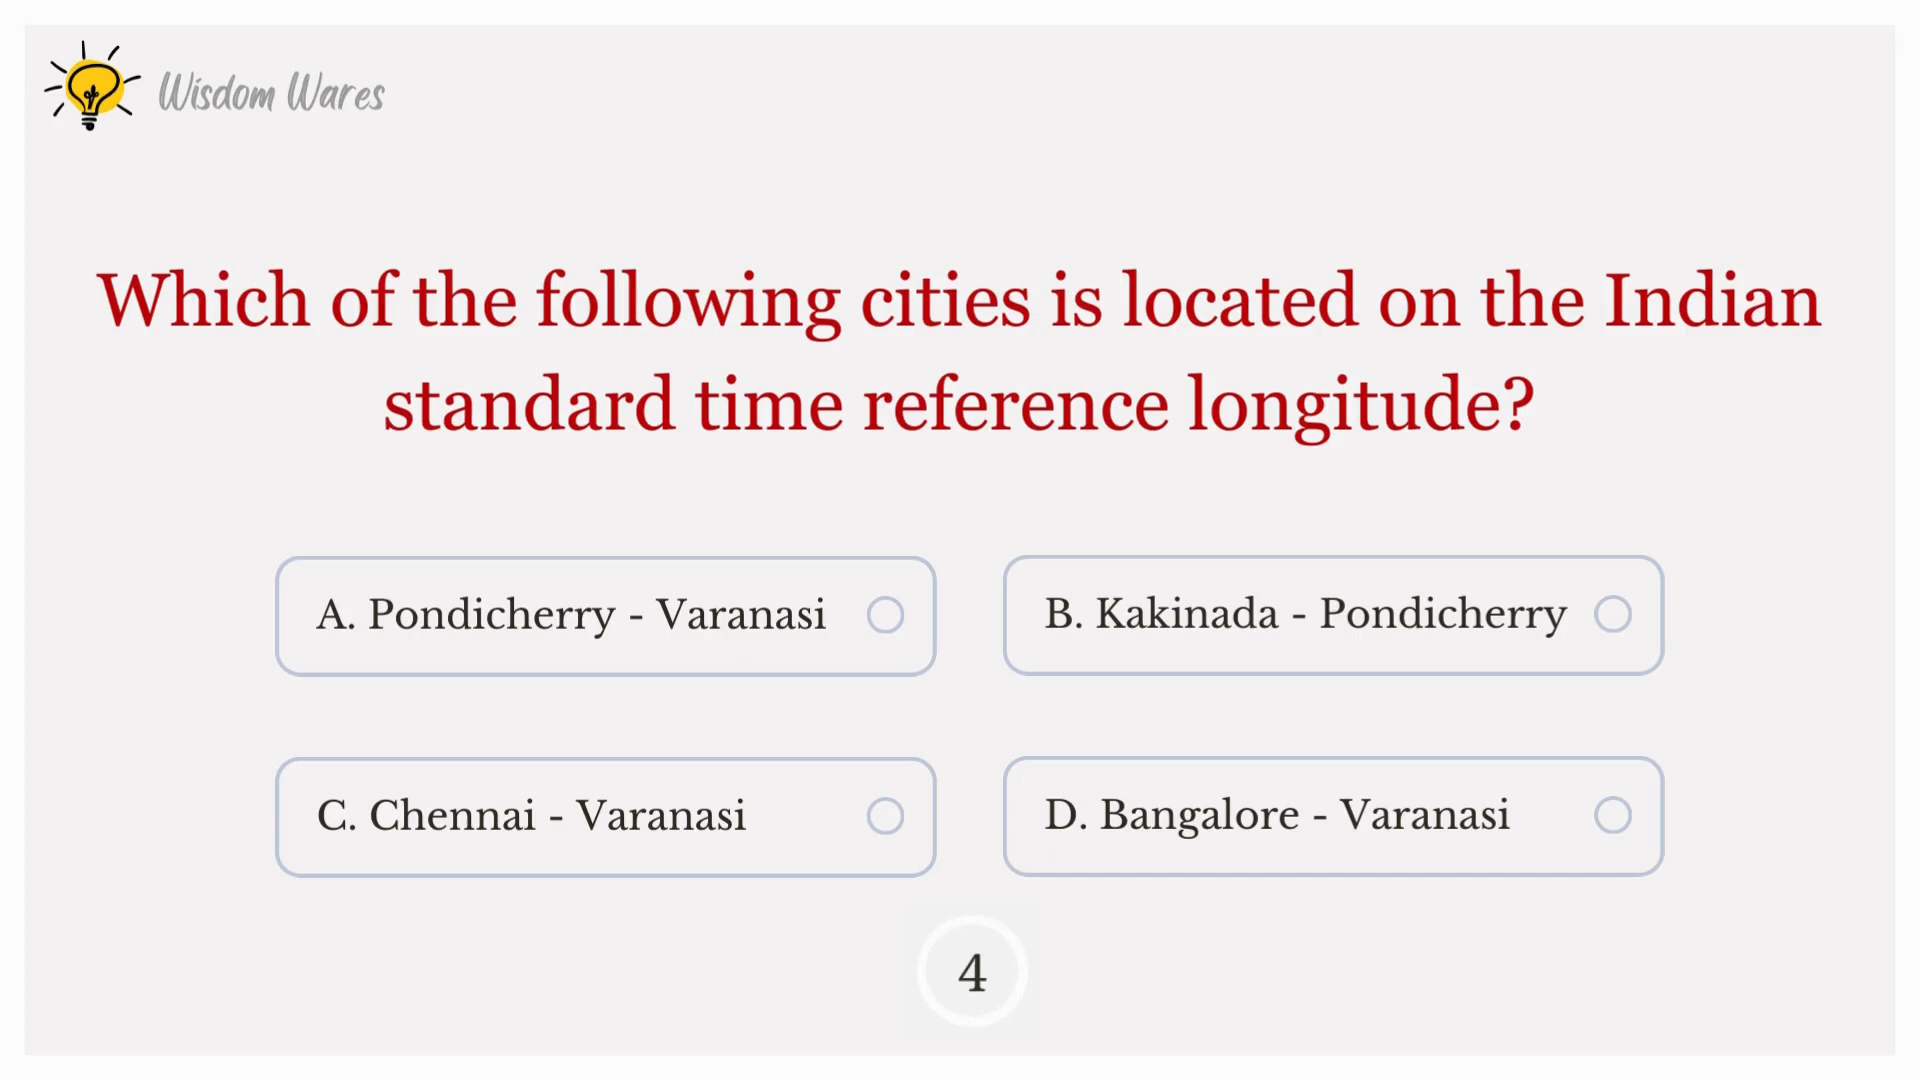 Wisdom Wares
Which of the following cities is located on the Indian
standard time reference longitude?
A. Pondicherry - Varanasi
B. Kakinada - Pondicherry
C. Chennai - Varanasi
D. Bangalore - Varanasi
4